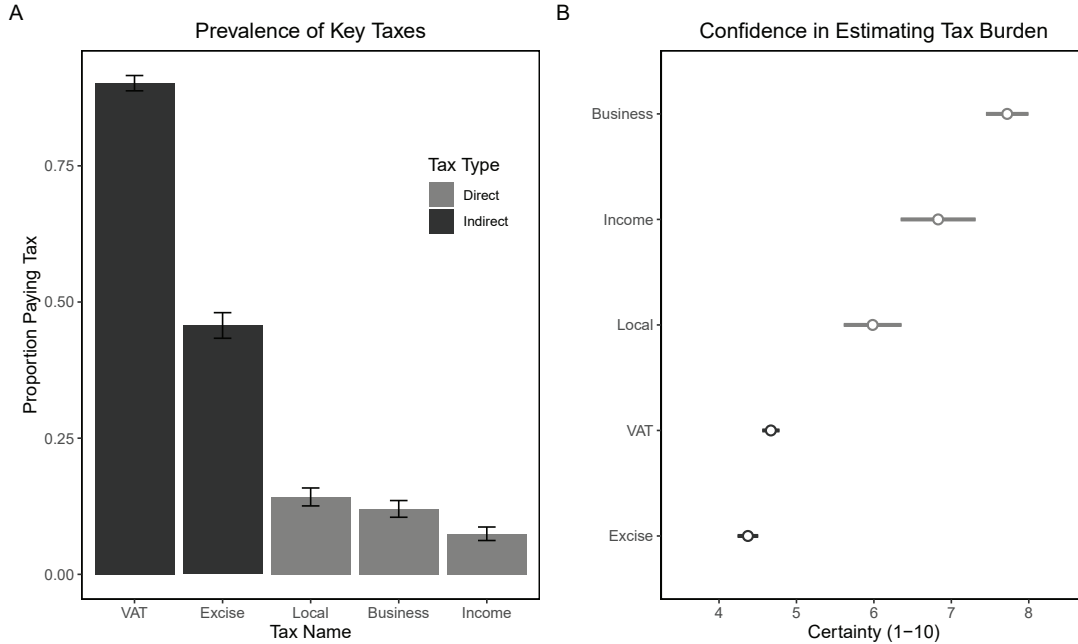 A
Prevalence of Key Taxes
Proportion Paying Tax
0.75
0.50
0.25
0.00
Tax Type
Direct
Indirect
VAT Excise Local Business Income
Tax Name
B
Confidence in Estimating Tax Burden
Business
Income
Local
VAT
Excise
4 5 6 7 8
Certainty (1−10)